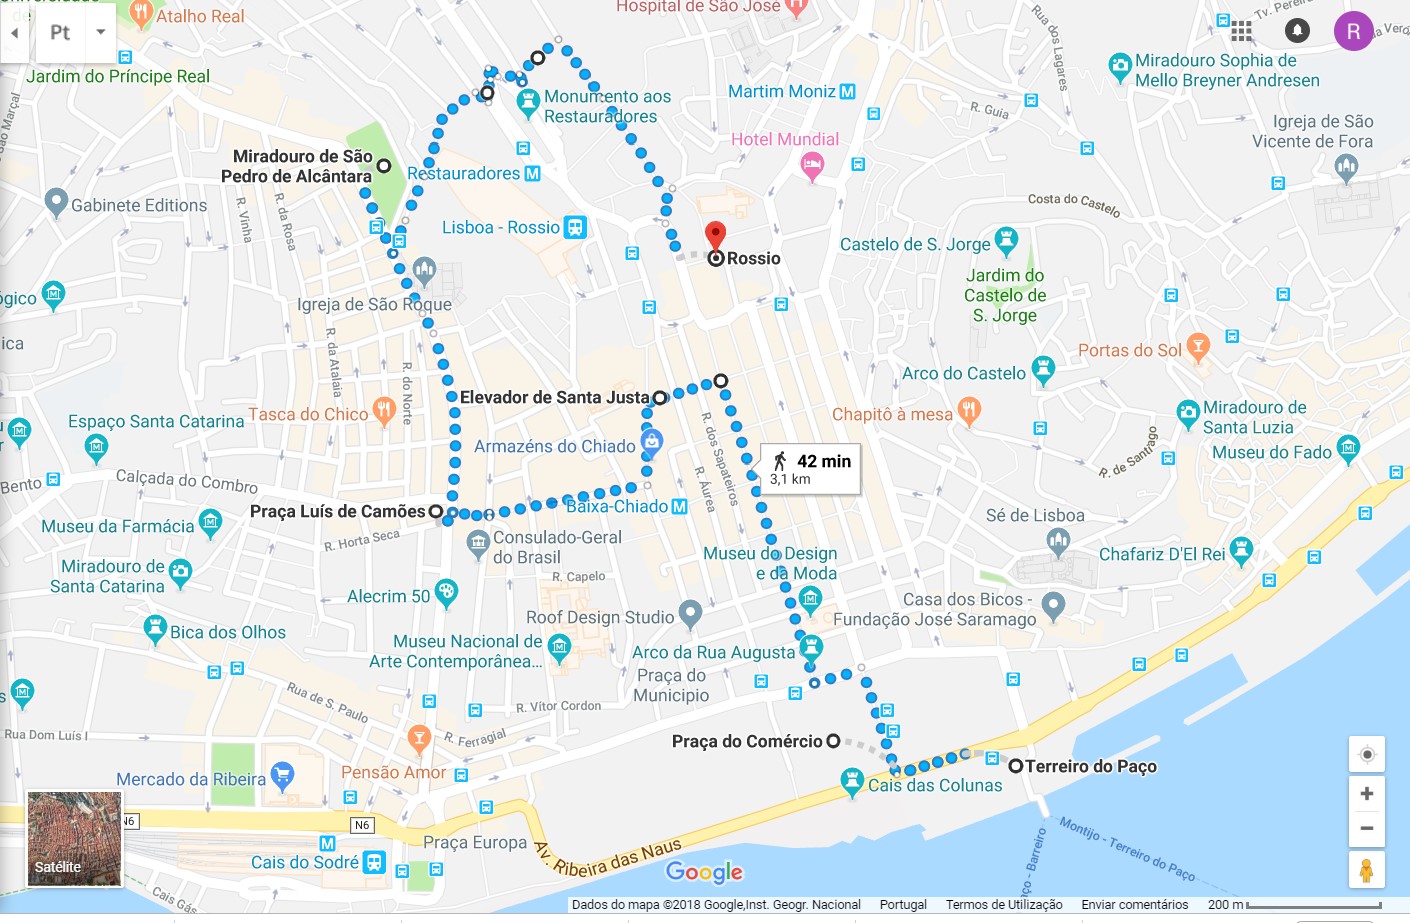 Hospital de São José
Atalho Real
Pt
R
Jardim do Príncipe Real
Miradouro Sophia de
Mello Breyner Andresen
Rua dos Lagares
Martim Moniz
Monumento aos
Restauradores
R. Guia
Hotel Mundial
Igreja de São
Vicente de Fora
Miradouro de São
Pedro de Alcântara
Restauradores
Gabinete Editions
R. Vinha
R. da Rosa
Costa do Castelo
Lisboa - Rossio
Castelo de S. Jorge
Rossio
Jardim do
Castelo de
S. Jorge
ógico
Igreja de São Roque
ica
R. da Atalaia
R. do Norte
Portas do Sol
Arco do Castelo
Elevador de Santa Justa
Espaço Santa Catarina
Tasca do Chico
Chapitô à mesa
Miradouro de
Santa Luzia
R. dos Sapateiros
R. Áurea
Armazéns do Chiado
Museu do Fado
R. de Santiago
42 min
3,1 km
Bento
Calçada do Combro
Praça Luís de Camões
Baixa-Chiado
Sé de Lisboa
Museu da Farmácia
R. Horta Seca
Consulado-Geral
do Brasil
Museu do Design
e da Moda
Chafariz D'El Rei
Miradouro de
Santa Catarina
R. Capelo
Alecrim 50
Casa dos Bicos -
Fundação José Saramago
Roof Design Studio
Bica dos Olhos
Museu Nacional de
Arte Contemporânea...
Arco da Rua Augusta
Praça do
Municipio
Rua de S. Paulo
R. Vítor Cordon
Rua Dom Luís I
R. Ferragial
Praça do Comércio
Terreiro do Paço
Mercado da Ribeira
Pensão Amor
Cais das Colunas
N6
N6
Praça Europa
Av. Ribeira das Naus
Montijo - Terreiro do Paço
Cais do Sodré
Satélite
Google
Dados do mapa ©2018 Google,Inst. Geogr. Nacional Portugal Termos de Utilização Enviar comentários 200 m